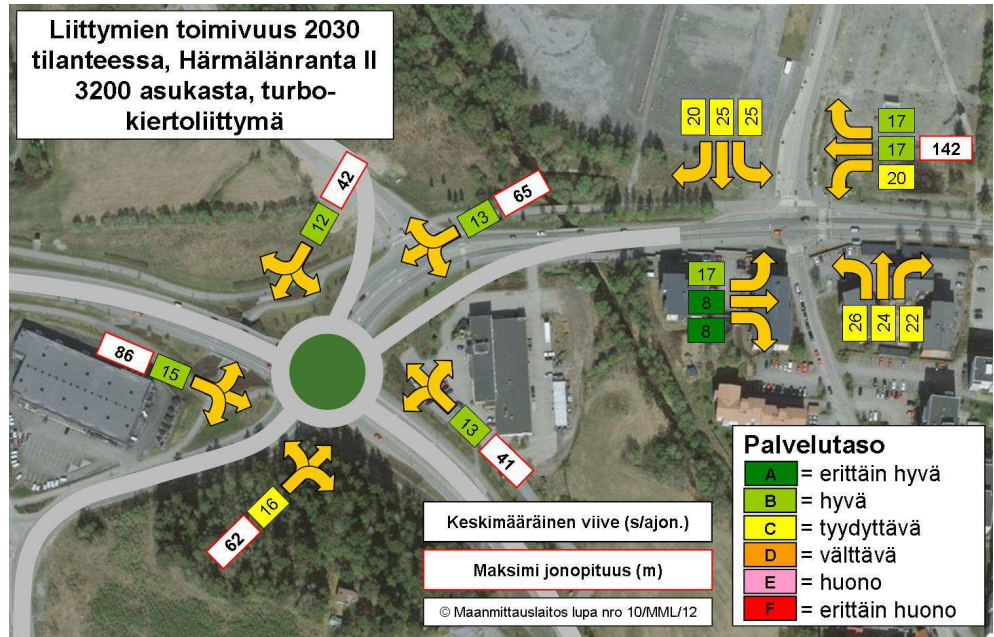 Liittymien toimivuus 2030
tilanteessa, Härmälänranta II
3200 asukasta, turbo-
kiertoliittymä
20
25
25
17
17
142
20
42
12
65
13
17
8
8
26
24
22
86
15
13
41
62
16
Keskimääräinen viive (s/ajon.)
Maksimi jonopituus (m)
© Maanmittauslaitos lupa nro 10/MML/12
Palvelutaso
A = erittäin hyvä
B = hyvä
C = tyydyttävä
D = välttävä
E = huono
F = erittäin huono